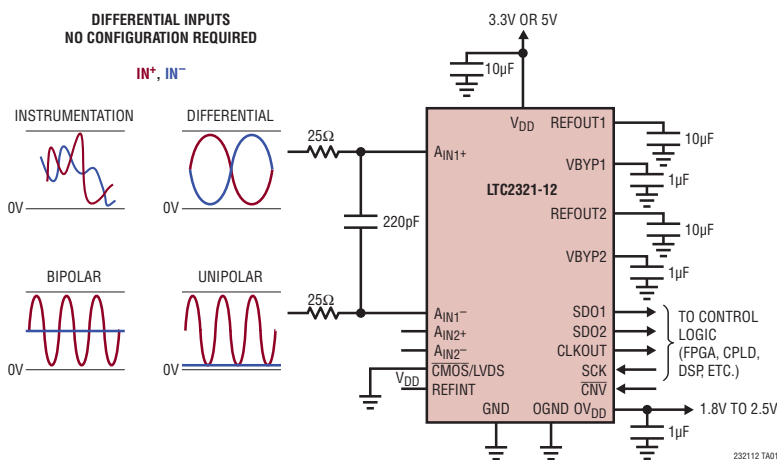 DIFFERENTIAL INPUTS
NO CONFIGURATION REQUIRED
IN+, IN−
INSTRUMENTATION
DIFFERENTIAL
0V
0V
BIPOLAR
UNIPOLAR
0V
0V
25Ω
220pF
25Ω
3.3V OR 5V
10µF
VDD
REFOUT1
10µF
AIN1+
VBYP1
1µF
LTC2321-12
REFOUT2
10µF
VBYP2
1µF
AIN1−
SDO1
AIN2+
SDO2
AIN2−
CLKOUT
CMOS/LVDS
SCK
VDD
REFINT
CNV
TO CONTROL
LOGIC
(FPGA, CPLD,
DSP, ETC.)
GND
OGND
OVDD
1.8V TO 2.5V
1µF
232112 TA01